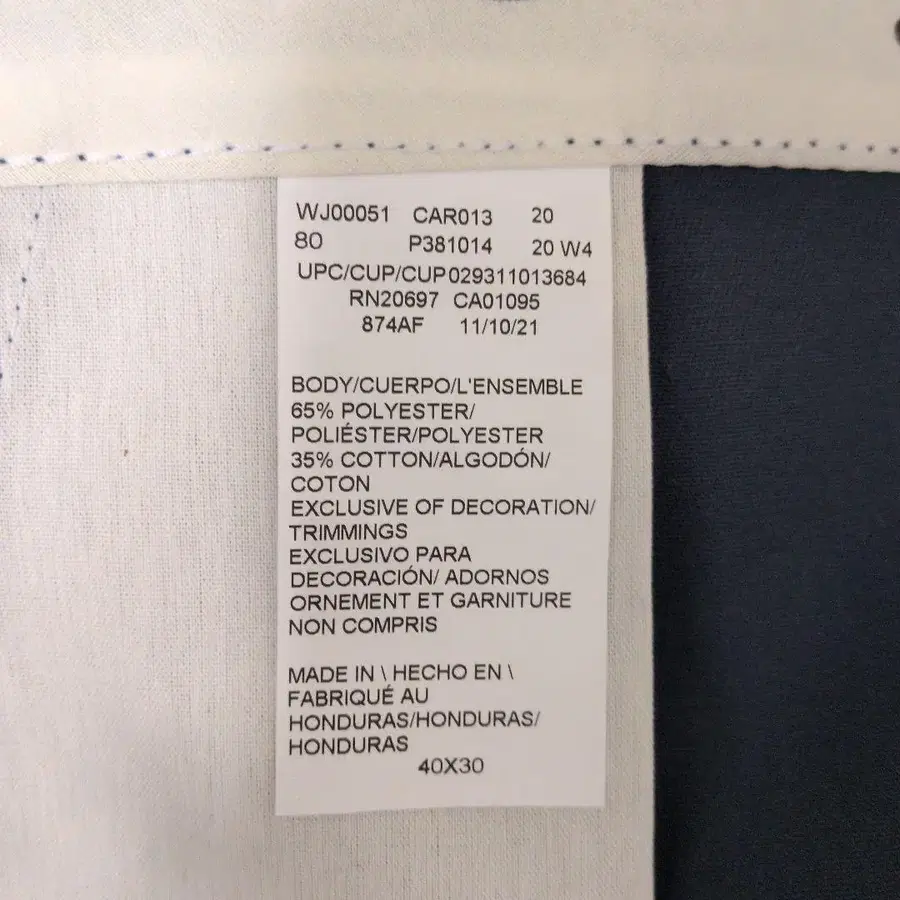 WJ00051 CAR013 20
80 P381014 20 W4
UPC/CUP/CUP029311013684
RN20697 CA01095
874AF 11/10/21
BODY/CUERPO/L'ENSEMBLE
65% POLYESTER/
POLIÉSTER/POLYESTER
35% COTTON/ALGODÓN/
COTON
EXCLUSIVE OF DECORATION/
TRIMMINGS
EXCLUSIVO PARA
DECORACIÓN/ ADORNOS
ORNEMENT ET GARNITURE
NON COMPRIS
MADE IN \ HECHO EN \
FABRIQUÉ AU
HONDURAS/HONDURAS/
HONDURAS
40X30